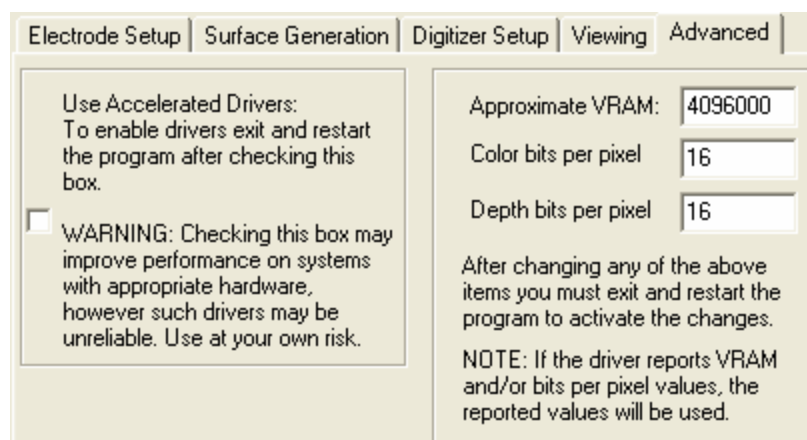 Electrode Setup Surface Generation Digitizer Setup Viewing Advanced
Use Accelerated Drivers:
To enable drivers exit and restart
the program after checking this
box.
WARNING: Checking this box may
improve performance on systems
with appropriate hardware,
however such drivers may be
unreliable. Use at your own risk.
Approximate VRAM: 4096000
Color bits per pixel 16
Depth bits per pixel 16
After changing any of the above
items you must exit and restart the
program to activate the changes.
NOTE: If the driver reports VRAM
and/or bits per pixel values, the
reported values will be used.